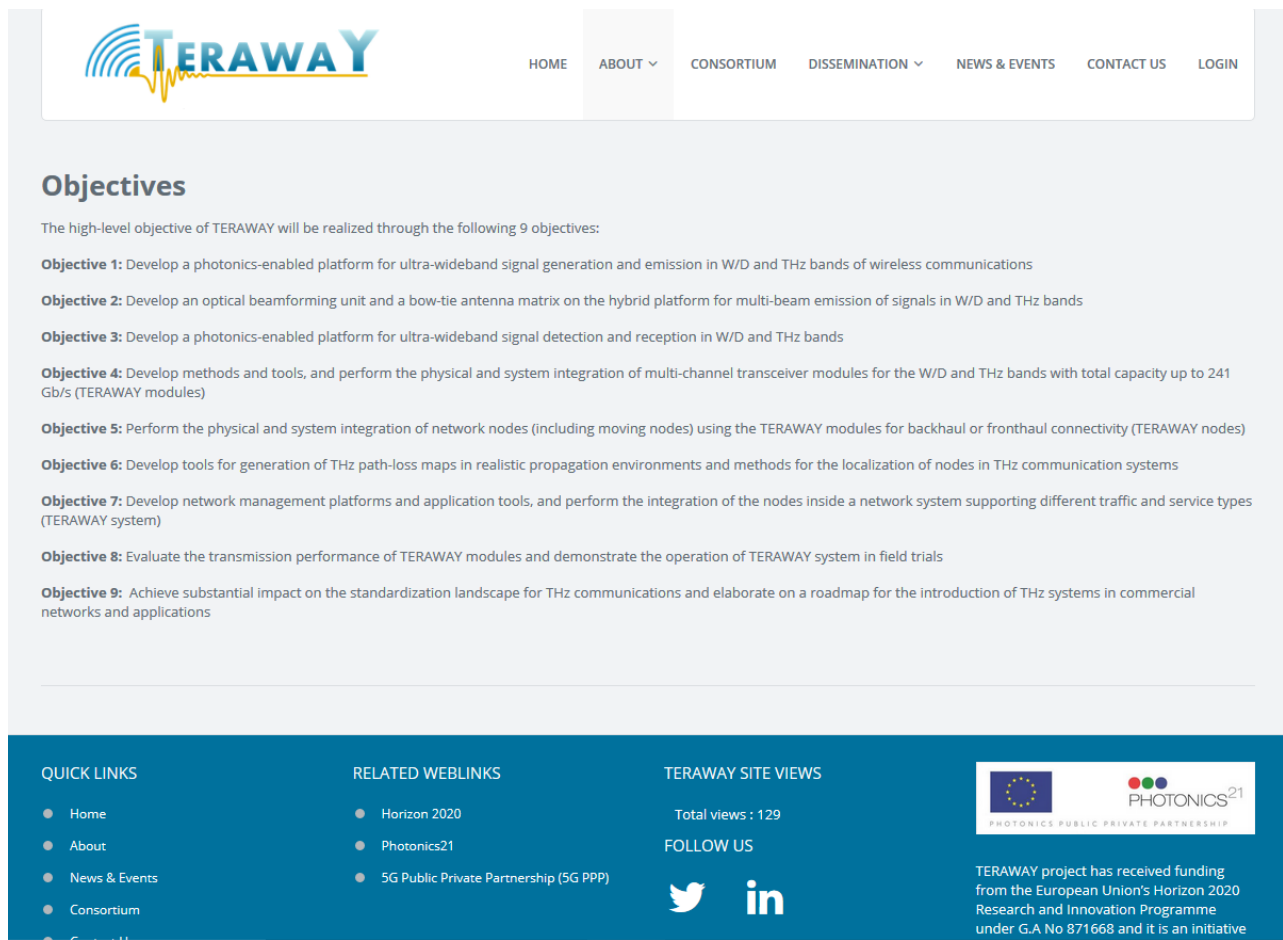 TERAWAY
HOME
ABOUT
CONSORTIUM
DISSEMINATION
NEWS & EVENTS
CONTACT US
LOGIN
Objectives
The high-level objective of TERAWAY will be realized through the following 9 objectives:
Objective 1: Develop a photonics-enabled platform for ultra-wideband signal generation and emission in W/D and THz bands of wireless communications
Objective 2: Develop an optical beamforming unit and a bow-tie antenna matrix on the hybrid platform for multi-beam emission of signals in W/D and THz bands
Objective 3: Develop a photonics-enabled platform for ultra-wideband signal detection and reception in W/D and THz bands
Objective 4: Develop methods and tools, and perform the physical and system integration of multi-channel transceiver modules for the W/D and THz bands with total capacity up to 241
Gb/s (TERAWAY modules)
Objective 5: Perform the physical and system integration of network nodes (including moving nodes) using the TERAWAY modules for backhaul or fronthaul connectivity (TERAWAY nodes)
Objective 6: Develop tools for generation of THz path-loss maps in realistic propagation environments and methods for the localization of nodes in THz communication systems
Objective 7: Develop network management platforms and application tools, and perform the integration of the nodes inside a network system supporting different traffic and service types
(TERAWAY system)
Objective 8: Evaluate the transmission performance of TERAWAY modules and demonstrate the operation of TERAWAY system in field trials
Objective 9: Achieve substantial impact on the standardization landscape for THz communications and elaborate on a roadmap for the introduction of THz systems in commercial
networks and applications
QUICK LINKS
Home
About
News & Events
Consortium
RELATED WEBLINKS
Horizon 2020
Photonics21
5G Public Private Partnership (5G PPP)
TERAWAY SITE VIEWS
Total views : 129
FOLLOW US
in
PHOTONICS21
PHOTONICS PUBLIC PRIVATE PARTNERSHIP
TERAWAY project has received funding
from the European Union's Horizon 2020
Research and Innovation Programme
under G.A No 871668 and it is an initiative